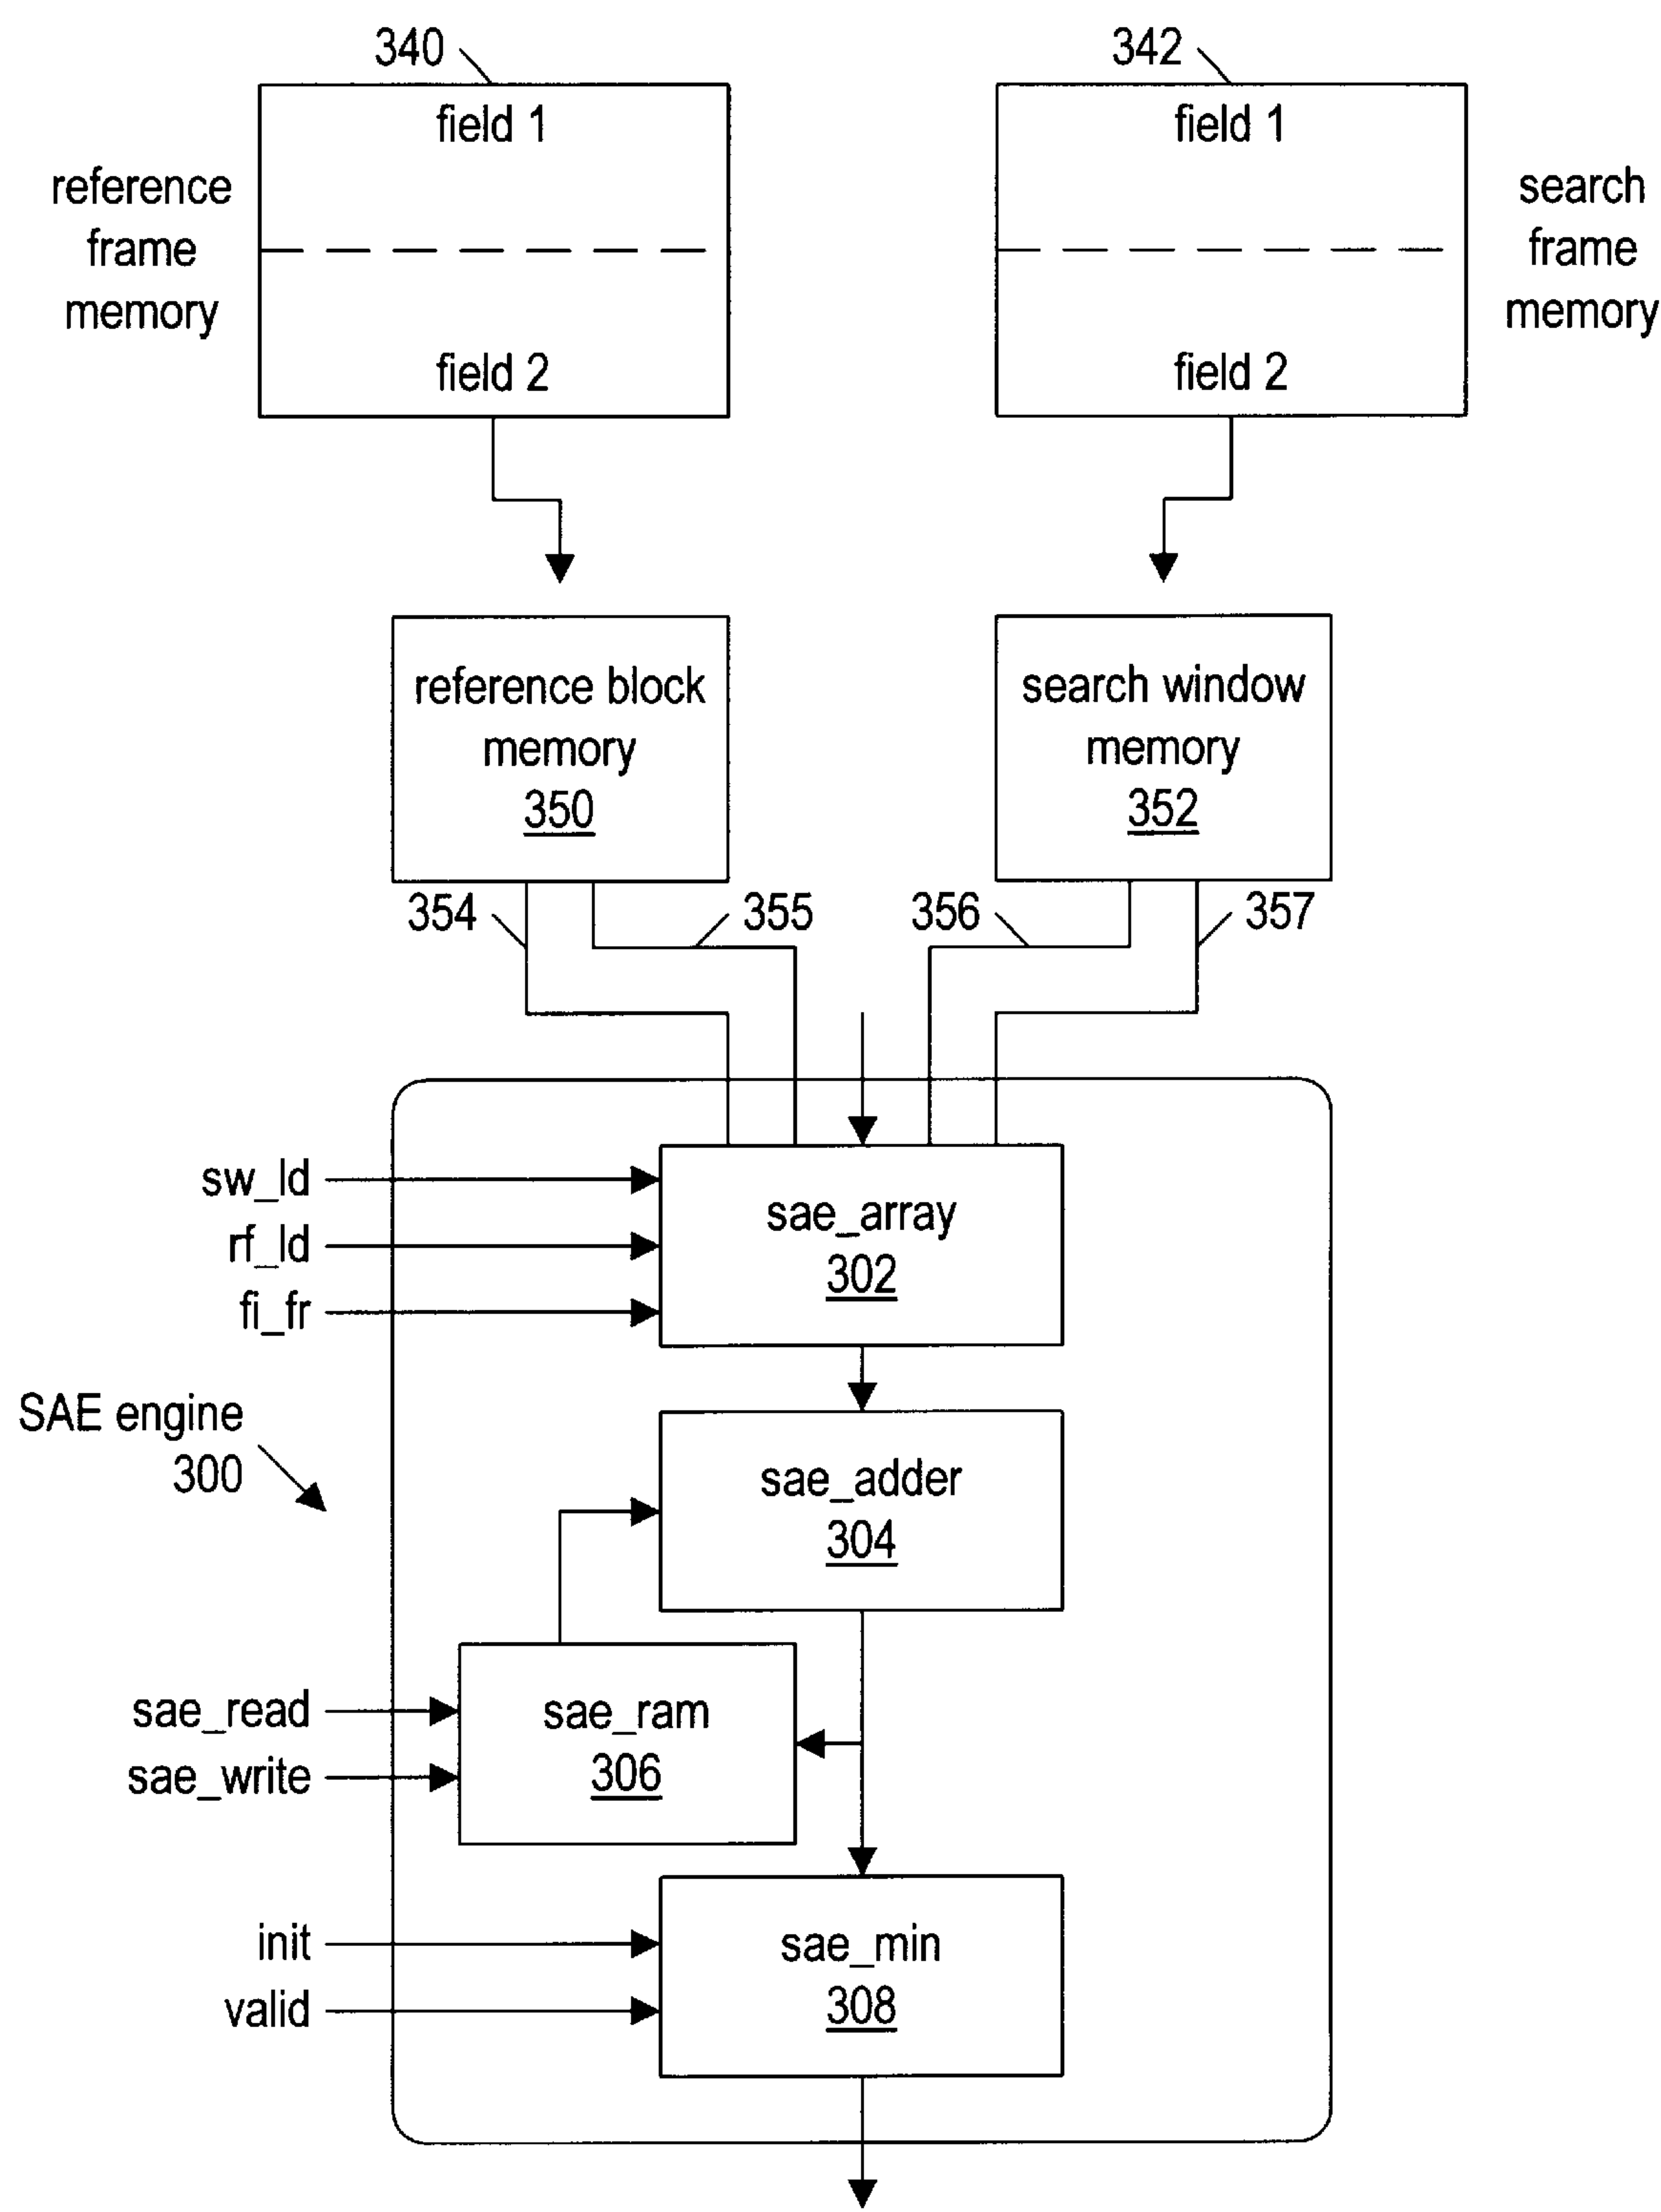 340
342
field 1
field 1
reference
frame
memory
search
frame
memory
field 2
field 2
reference block
memory
350
search window
memory
352
354
355
356
357
sw_ld
rf_ld
fi_fr
sae_array
302
SAE engine
300
sae_adder
304
sae_read
sae_write
sae_ram
306
init
valid
sae_min
308